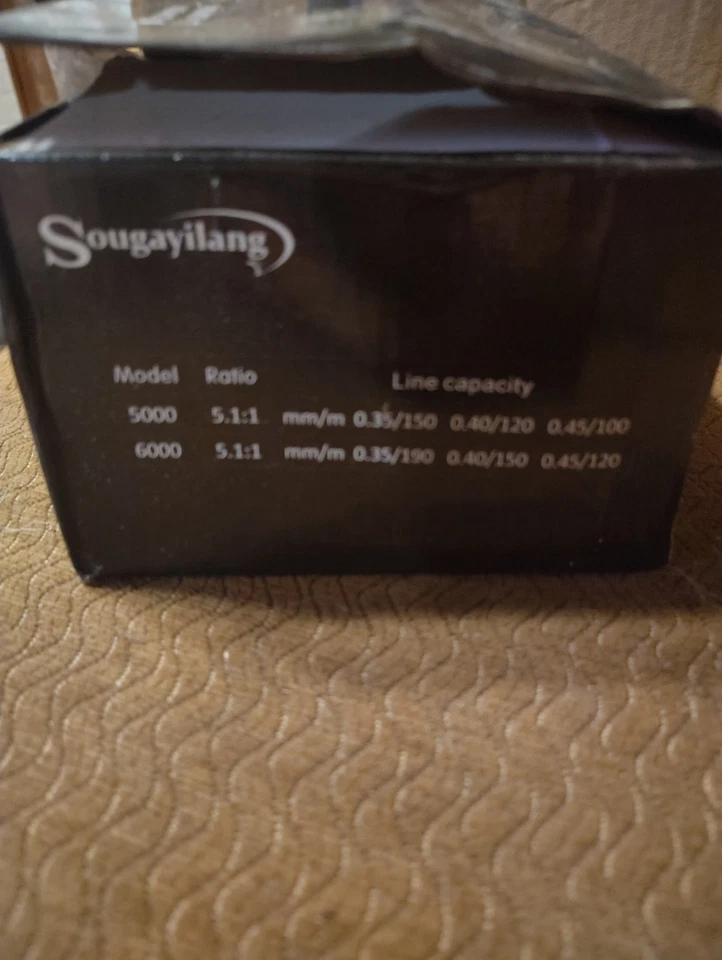 Sougayilang
Model Ratio Line capacity
5000 5.1:1 mm/m 0.35/150 0.40/120 0.45/100
6000 5.1:1 mm/m 0.35/190 0.40/150 0.45/120